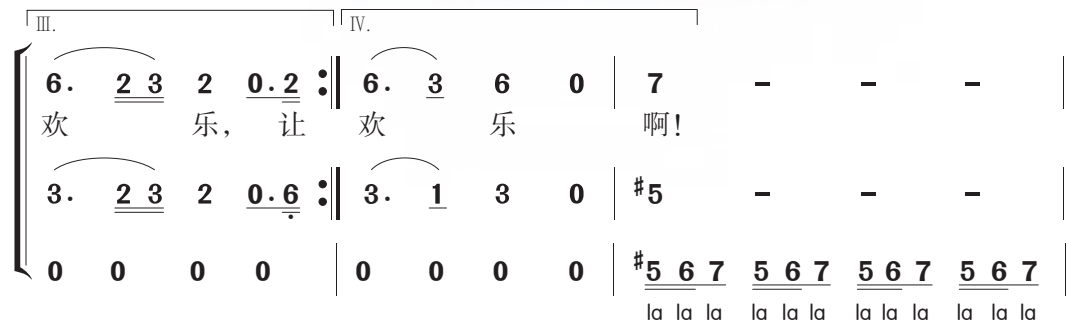 Ⅲ. Ⅳ.
6. 2 3 2 0. 2 6. 3 6 0 7 – – –
欢 乐， 让 欢 乐 啊！
3. 2 3 2 0. 6 3. 1 3 0 #5 – – –
0 0 0 0 0 0 0 0 #5 6 7 5 6 7 5 6 7 5 6 7
la la la la la la la la la la la la